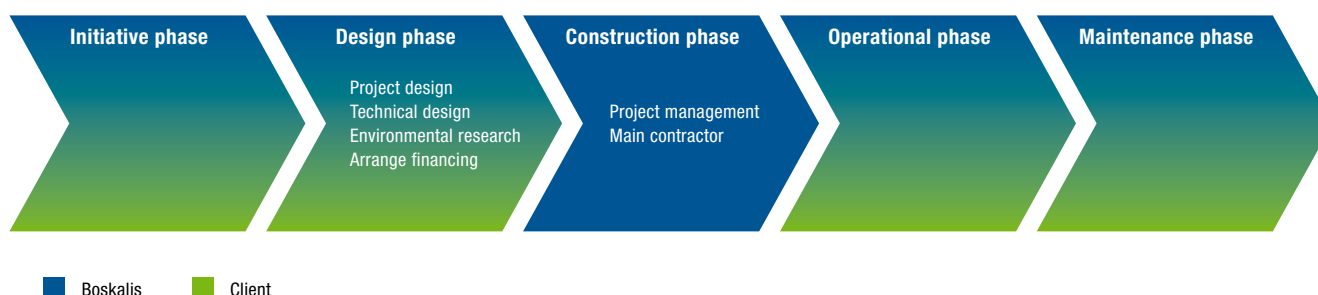 Initiative phase
Design phase
Project design
Technical design
Environmental research
Arrange financing
Construction phase
Project management
Main contractor
Operational phase
Maintenance phase
Boskalis
Client